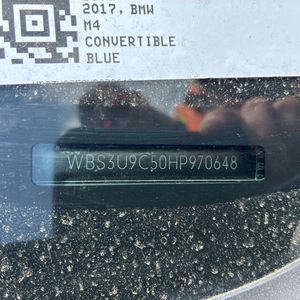 2017, BMW
M4
CONVERTIBLE
BLUE
WBS3U9C50HP970648